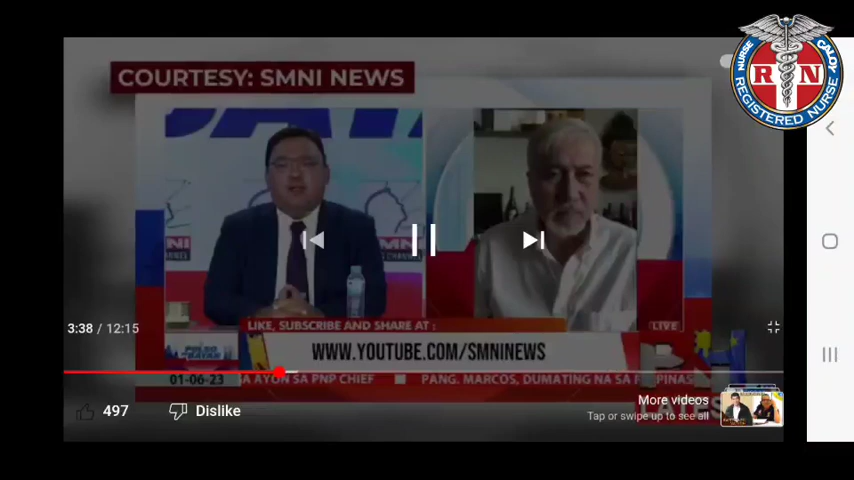 COURTESY: SMNI NEWS
NURSE CALOY
RN
REGISTERED NURSE
3:38 / 12:15
LIKE, SUBSCRIBE AND SHARE AT :
LIVE
WWW.YOUTUBE.COM/SMNINEWS
01-06-23
AYON SA PNP CHIEF
PANG. MARCOS, DUMATING NA SA
497
Dislike
More videos
Tap or swipe up to see all